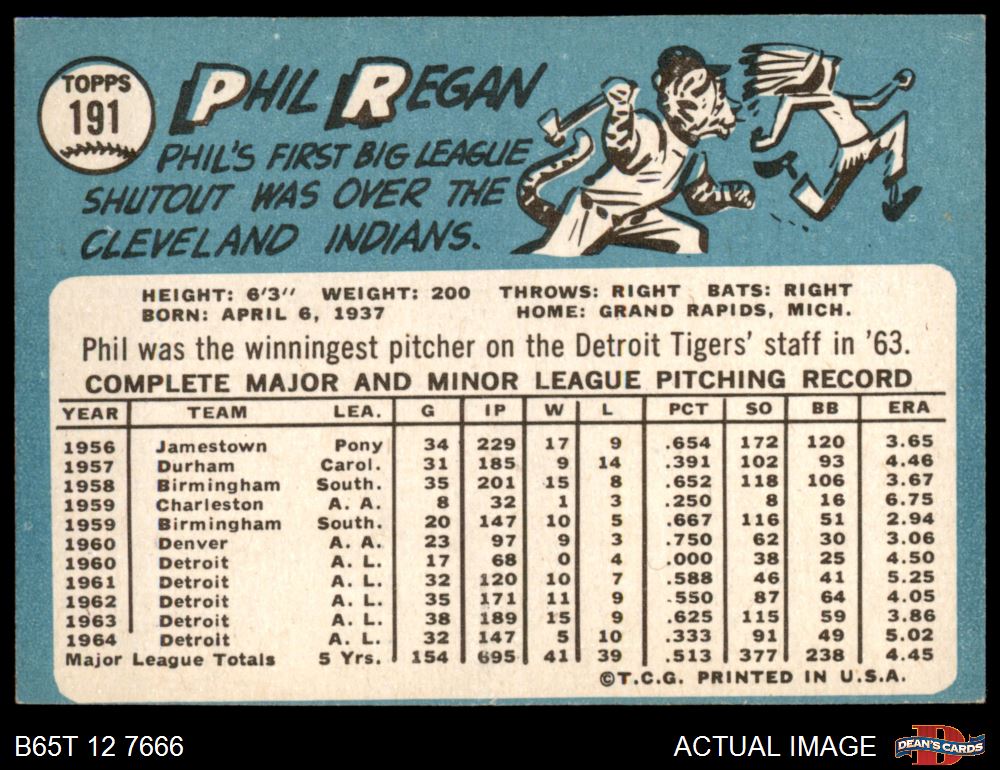 TOPPS
191
PHIL REGAN
PHIL'S FIRST BIG LEAGUE
SHUTOUT WAS OVER THE
CLEVELAND INDIANS.
HEIGHT: 6'3" WEIGHT: 200 THROWS: RIGHT BATS: RIGHT
BORN: APRIL 6, 1937 HOME: GRAND RAPIDS, MICH.
Phil was the winningest pitcher on the Detroit Tigers' staff in '63.
COMPLETE MAJOR AND MINOR LEAGUE PITCHING RECORD
YEAR TEAM LEA. G IP W L PCT SO BB ERA
1956 Jamestown Pony 34 229 17 9 .654 172 120 3.65
1957 Durham Carol. 31 185 9 14 .391 102 93 4.46
1958 Birmingham South. 35 201 15 8 .652 118 106 3.67
1959 Charleston A. A. 8 32 1 3 .250 8 16 6.75
1959 Birmingham South. 20 147 10 5 .667 116 51 2.94
1960 Denver A. A. 23 97 9 3 .750 62 30 3.06
1960 Detroit A. L. 17 68 0 4 .000 38 25 4.50
1961 Detroit A. L. 32 120 10 7 .588 46 41 5.25
1962 Detroit A. L. 35 171 11 9 .550 87 64 4.05
1963 Detroit A. L. 38 189 15 9 .625 115 59 3.86
1964 Detroit A. L. 32 147 5 10 .333 91 49 5.02
Major League Totals 5 Yrs. 154 695 41 39 .513 377 238 4.45
©T.C.G. PRINTED IN U.S.A.
B65T 12 7666
ACTUAL IMAGE
DEAN'S CARDS